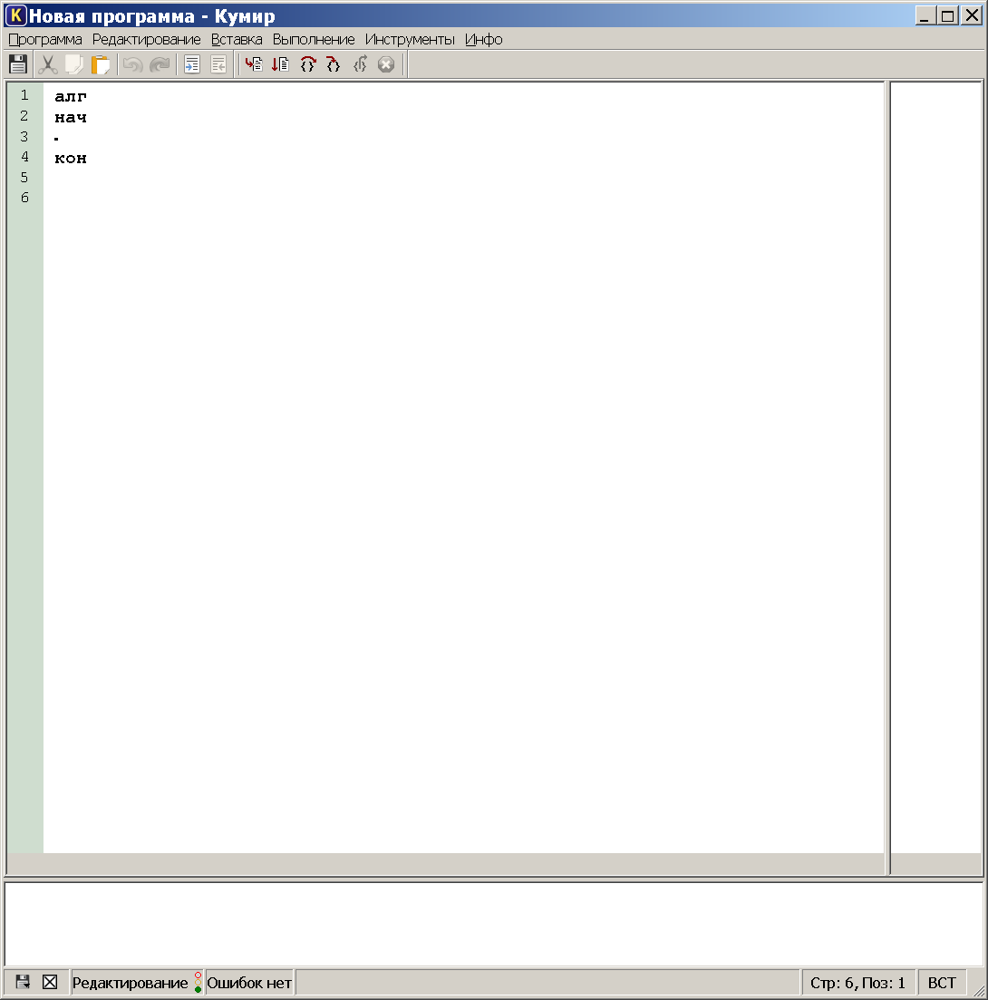 Новая программа - Кумир
Программа Редактирование Вставка Выполнение Инструменты Инфо
1 алг
2 нач
3 .
4 кон
5
6
Редактирование Ошибок нет Стр: 6, Поз: 1 ВСТ